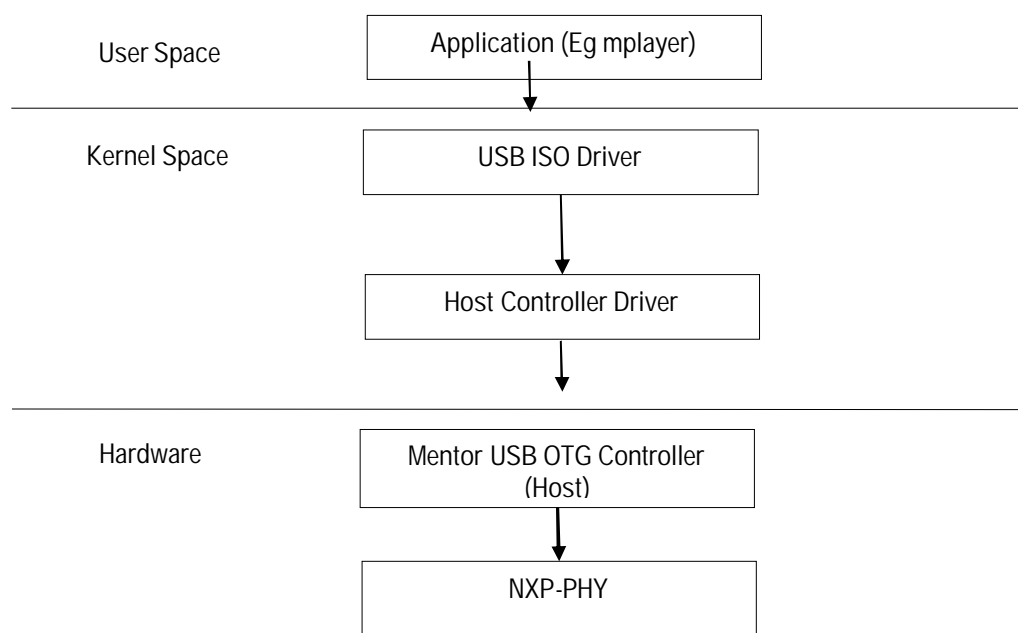 User Space
Application (Eg mplayer)
Kernel Space
USB ISO Driver
Host Controller Driver
Hardware
Mentor USB OTG Controller
(Host)
NXP-PHY